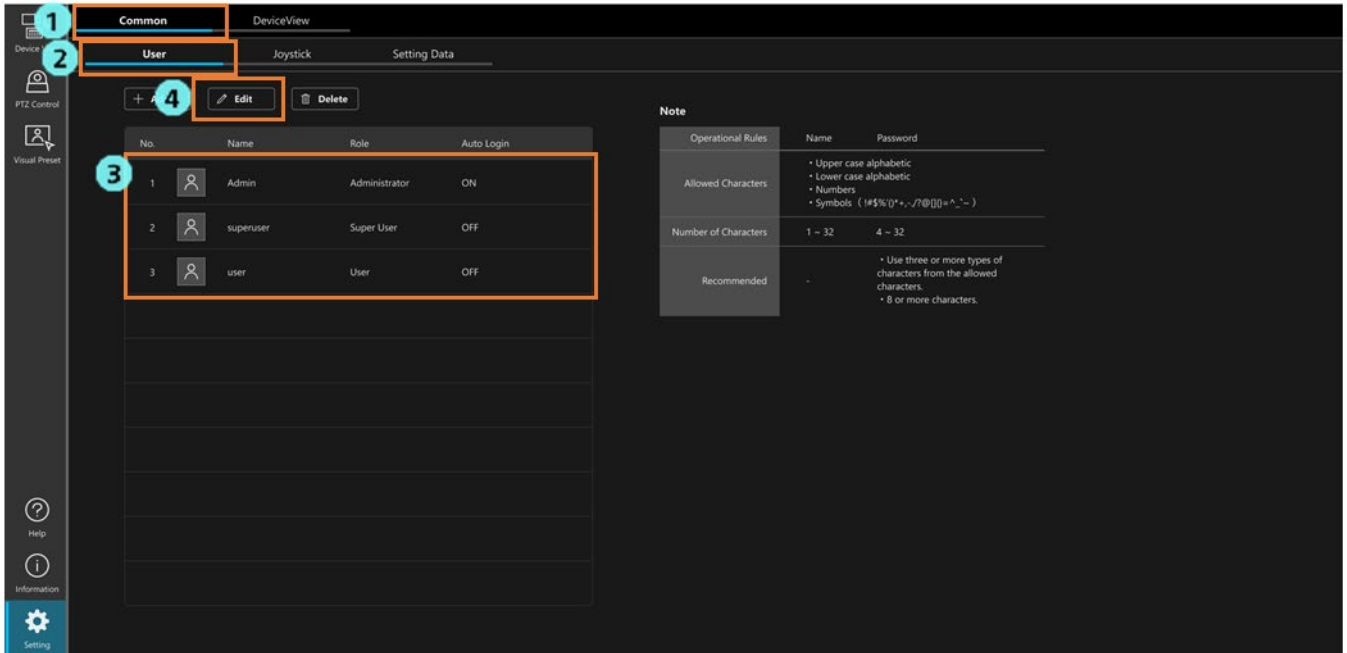 1
Common
DeviceView
2
User
Joystick
Setting Data
PTZ Control
Visual Preset
Help
Information
Setting
4
Edit
Delete
No. Name Role Auto Login
3
1 Admin Administrator ON
2 superuser Super User OFF
3 user User OFF
Note
Operational Rules Name Password
Allowed Characters
・Upper case alphabetic
・Lower case alphabetic
・Numbers
・Symbols
Number of Characters 1 ~ 32 4 ~ 32
Recommended -
・Use three or more types of
characters from the allowed
characters.
・8 or more characters.